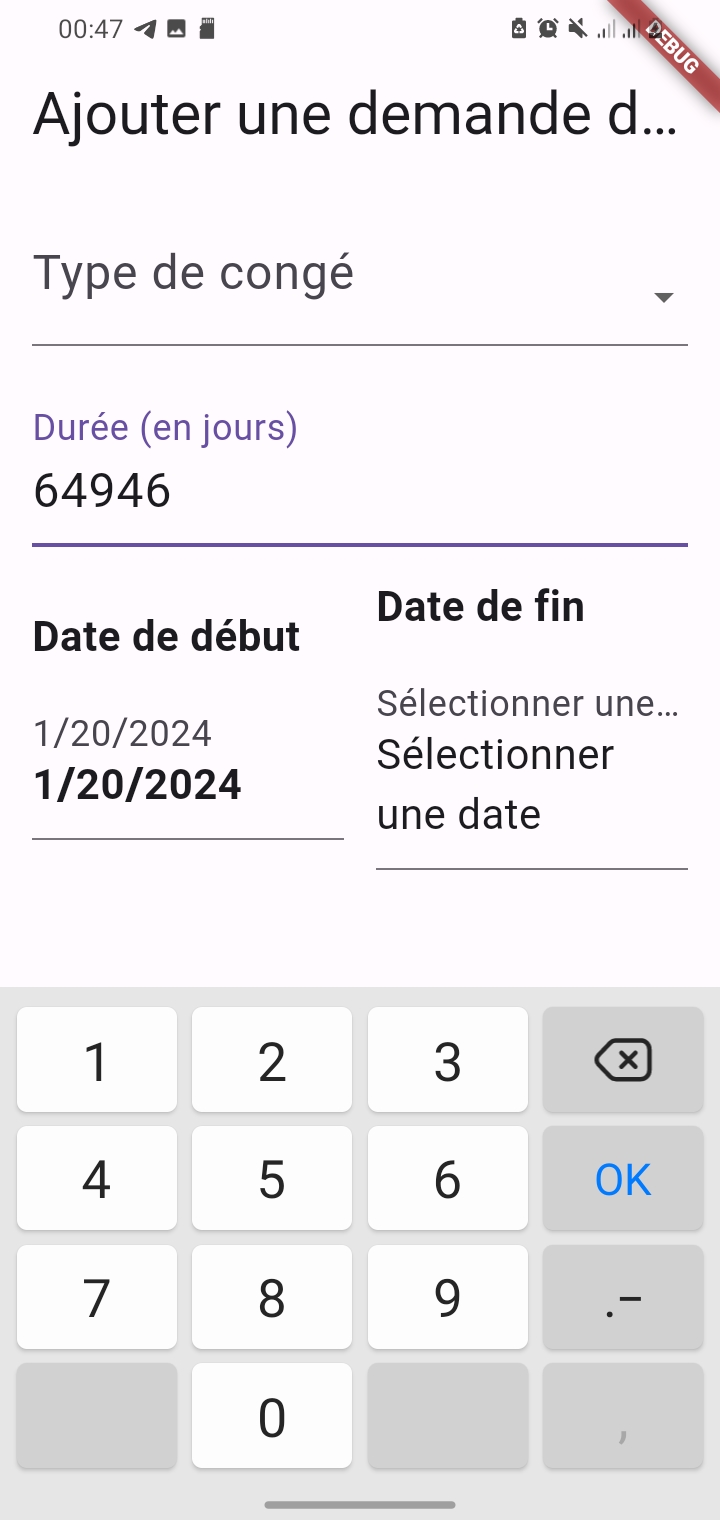 00:47
DEBUG
Ajouter une demande d...
Type de congé
Durée (en jours)
64946
Date de début
Date de fin
1/20/2024
1/20/2024
Sélectionner une...
Sélectionner
une date
1 2 3
4 5 6 OK
7 8 9 .-
0 ,